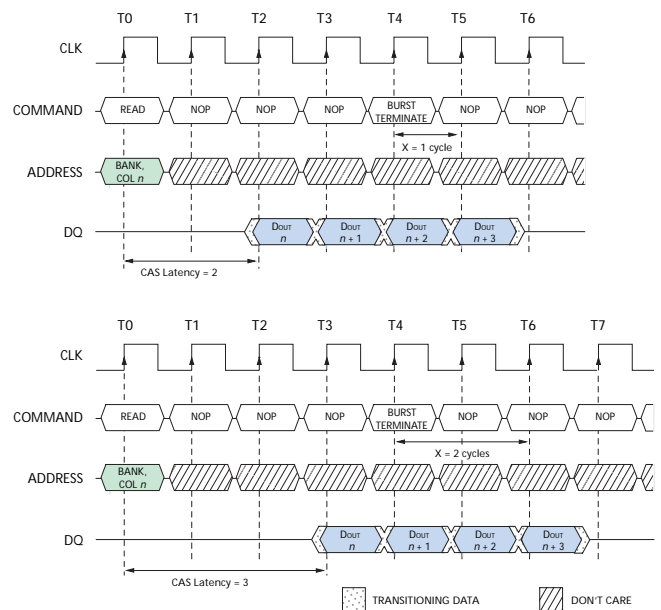 T0 T1 T2 T3 T4 T5 T6
CLK
COMMAND READ NOP NOP NOP BURST TERMINATE NOP NOP
X = 1 cycle
ADDRESS BANK, COL n
DQ DOUT n DOUT n + 1 DOUT n + 2 DOUT n + 3
CAS Latency = 2
T0 T1 T2 T3 T4 T5 T6 T7
CLK
COMMAND READ NOP NOP NOP BURST TERMINATE NOP NOP NOP
X = 2 cycles
ADDRESS BANK, COL n
DQ DOUT n DOUT n + 1 DOUT n + 2 DOUT n + 3
CAS Latency = 3
TRANSITIONING DATA DON'T CARE